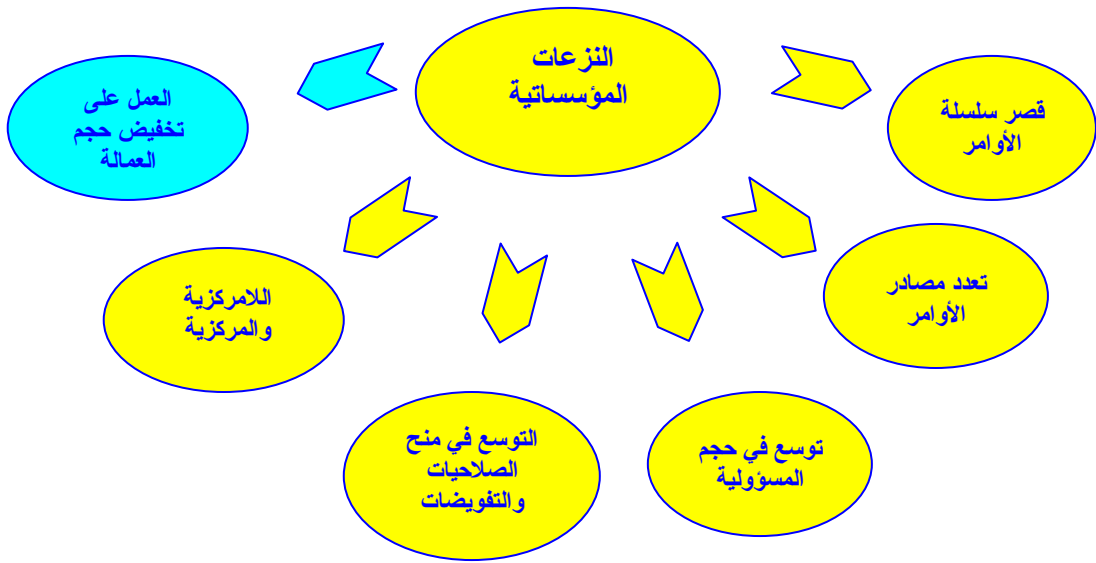 النزعات
المؤسساتية
قصر سلسلة
الأوامر
تعدد مصادر
الأوامر
توسع في حجم
المسؤولية
التوسع في منح
الصلاحيات
والتفويضات
اللامركزية
والمركزية
العمل على
تخفيض حجم
العمالة